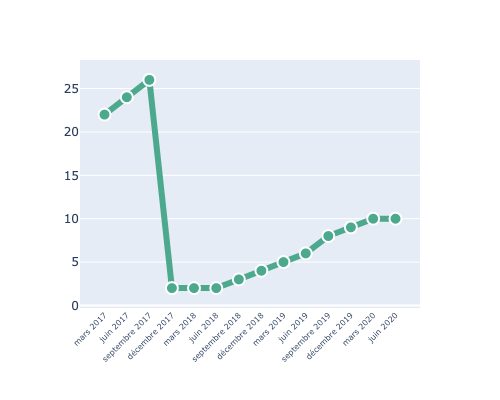 25
20
15
10
5
0
mars 2017
juin 2017
septembre 2017
décembre 2017
mars 2018
juin 2018
septembre 2018
décembre 2018
mars 2019
juin 2019
septembre 2019
décembre 2019
mars 2020
juin 2020